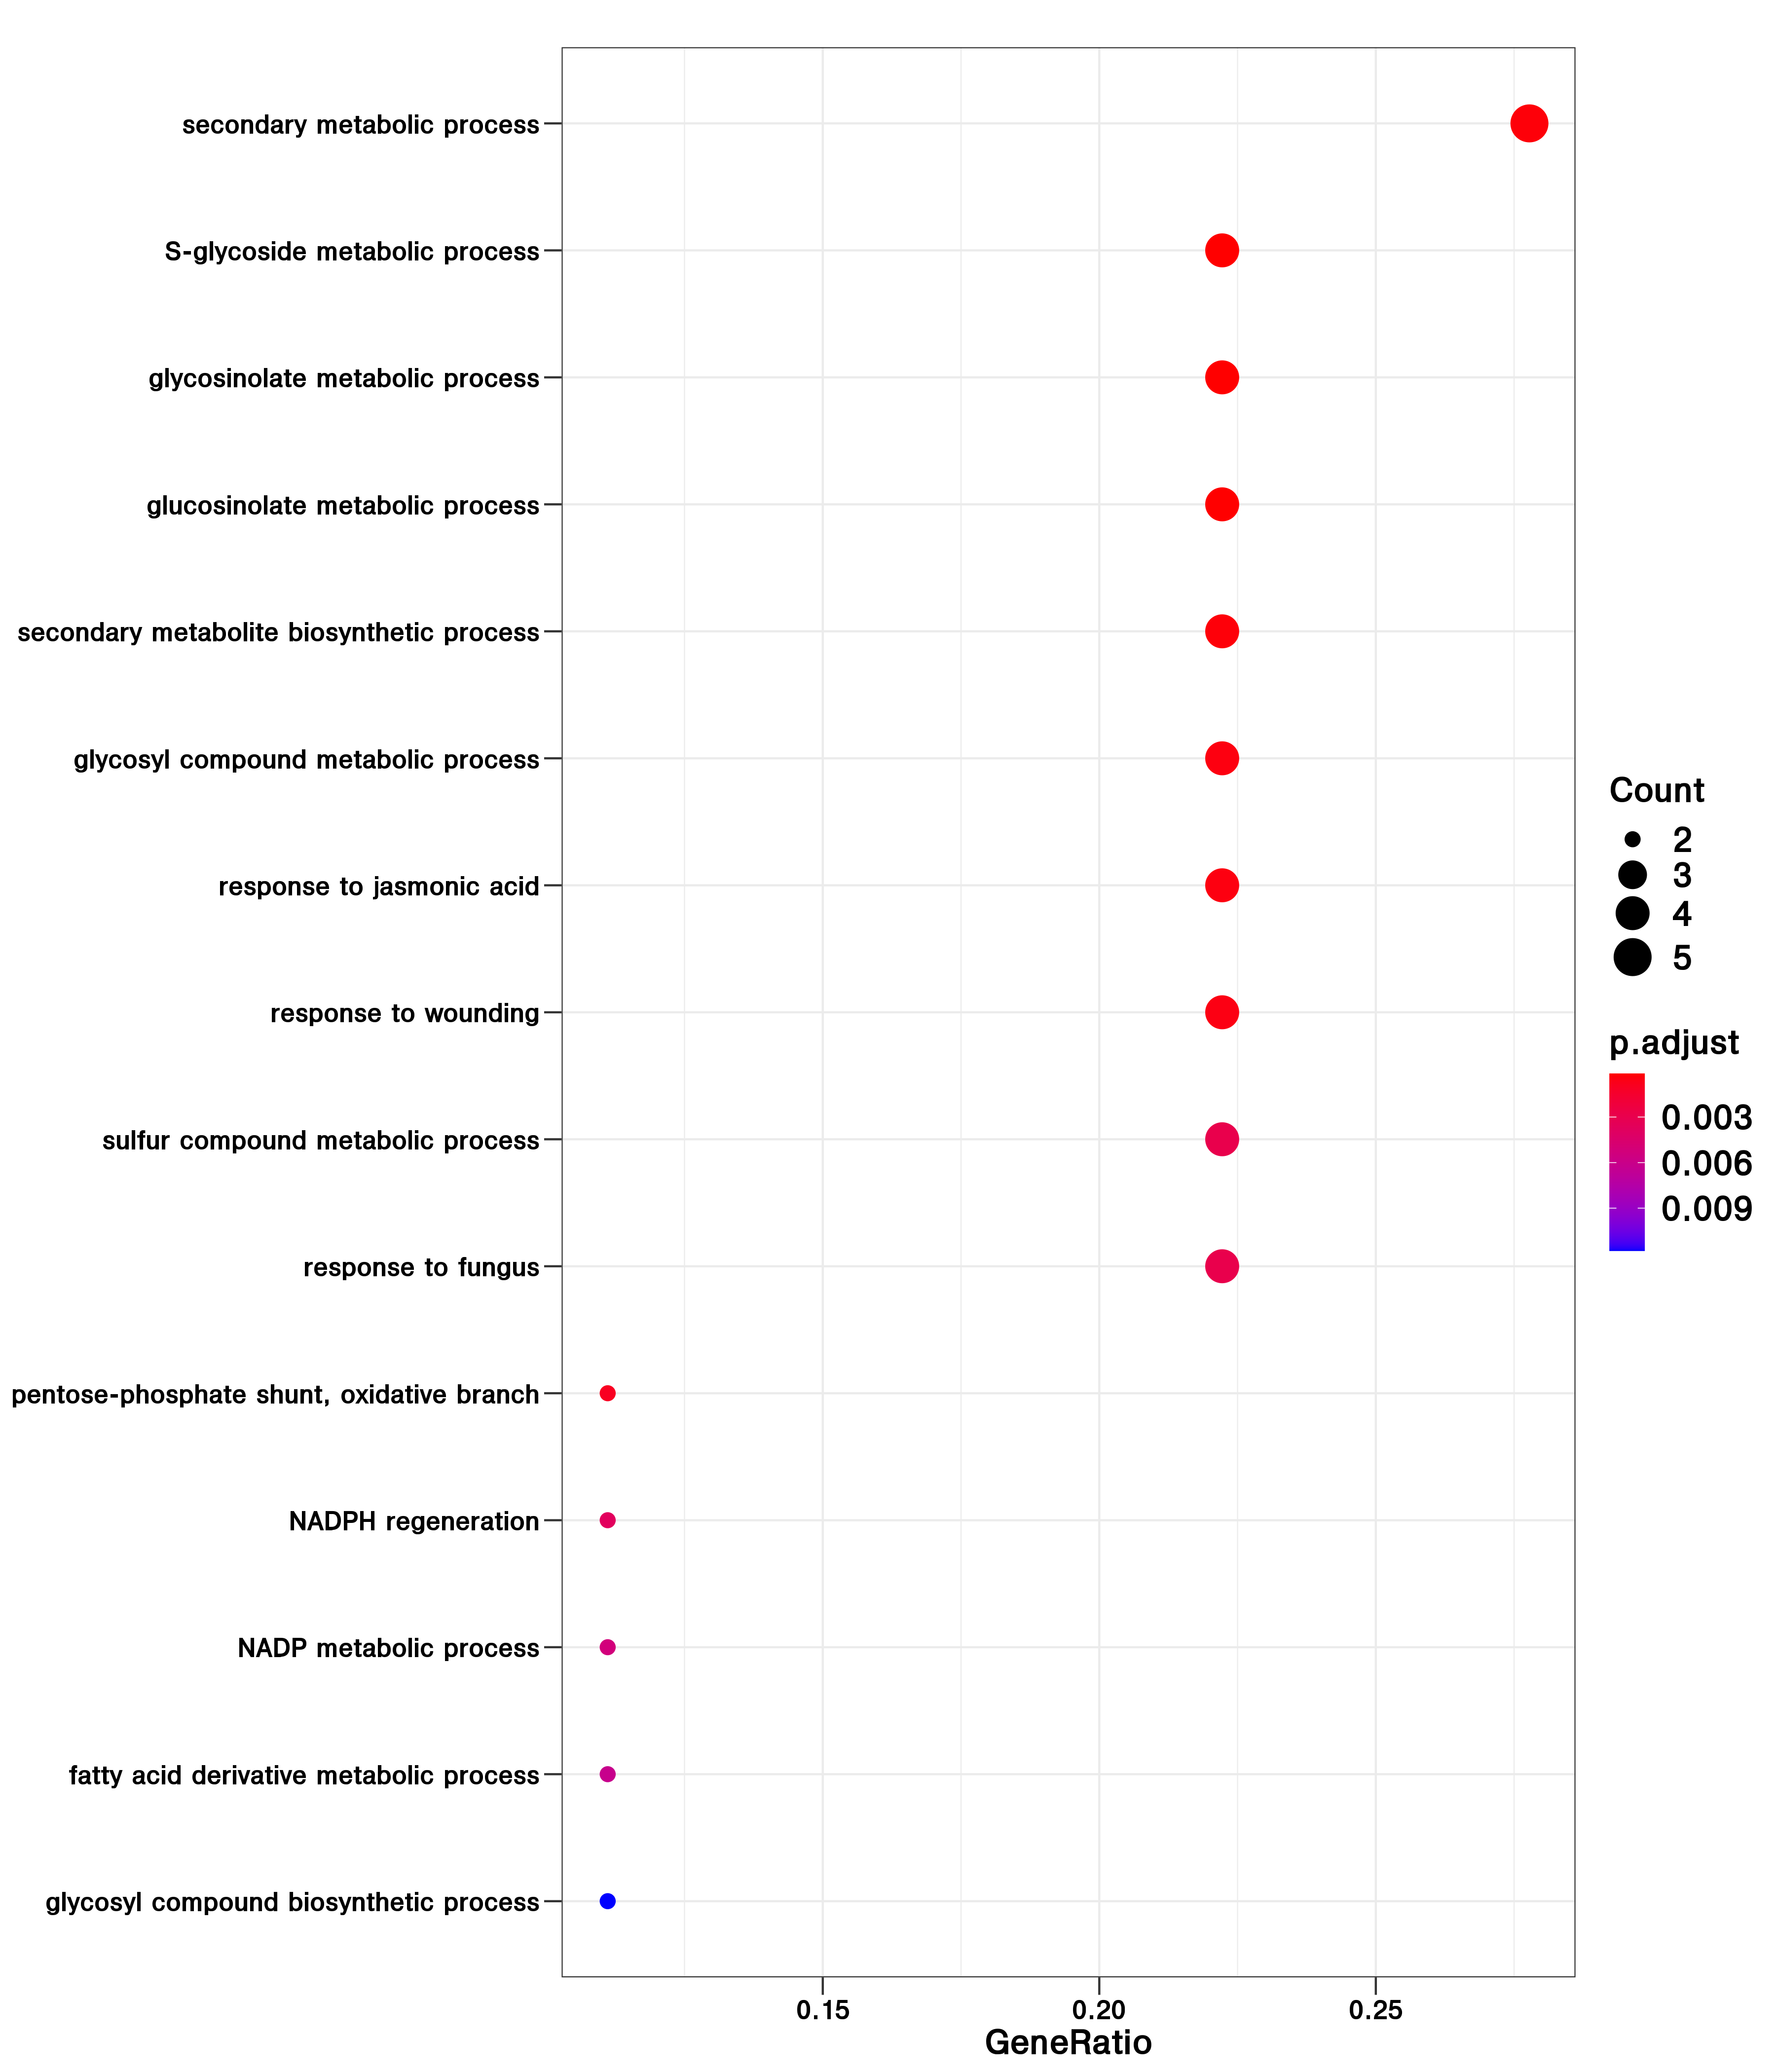 secondary metabolic process
S-glycoside metabolic process
glycosinolate metabolic process
glucosinolate metabolic process
secondary metabolite biosynthetic process
glycosyl compound metabolic process
response to jasmonic acid
response to wounding
sulfur compound metabolic process
response to fungus
pentose-phosphate shunt, oxidative branch
NADPH regeneration
NADP metabolic process
fatty acid derivative metabolic process
glycosyl compound biosynthetic process
0.15 0.20 0.25
GeneRatio
Count
2
3
4
5
p.adjust
0.003
0.006
0.009